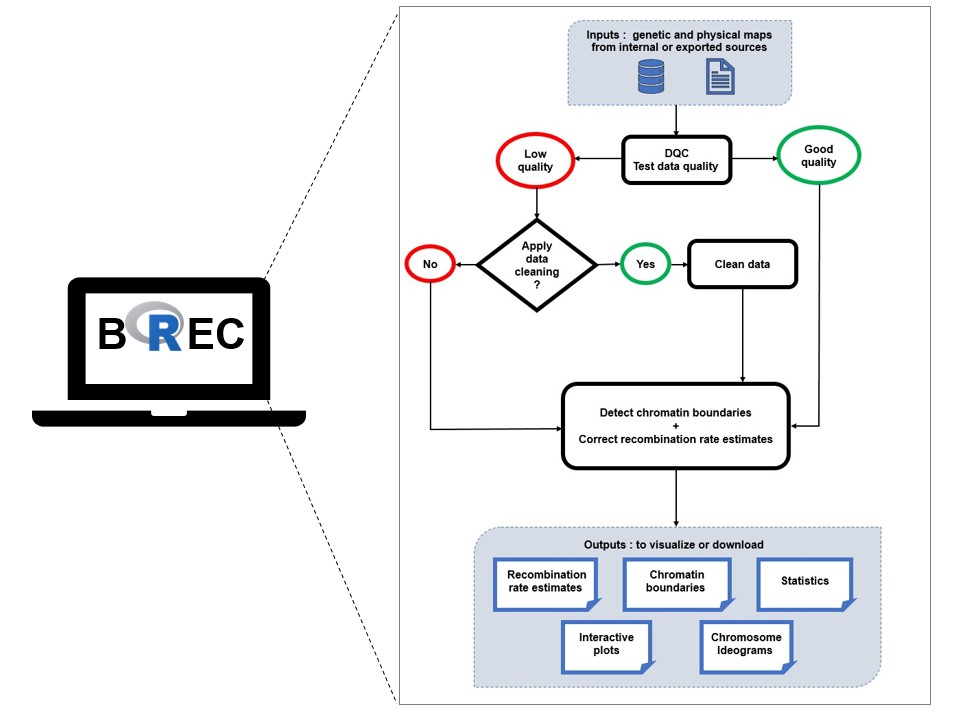 Inputs : genetic and physical maps
from internal or exported sources
Low
quality
DQC
Test data quality
Good
quality
Apply
data
cleaning
?
No
Yes
Clean data
BREC
Detect chromatin boundaries
+
Correct recombination rate estimates
Outputs : to visualize or download
Recombination
rate estimates
Chromatin
boundaries
Statistics
Interactive
plots
Chromosome
Ideograms